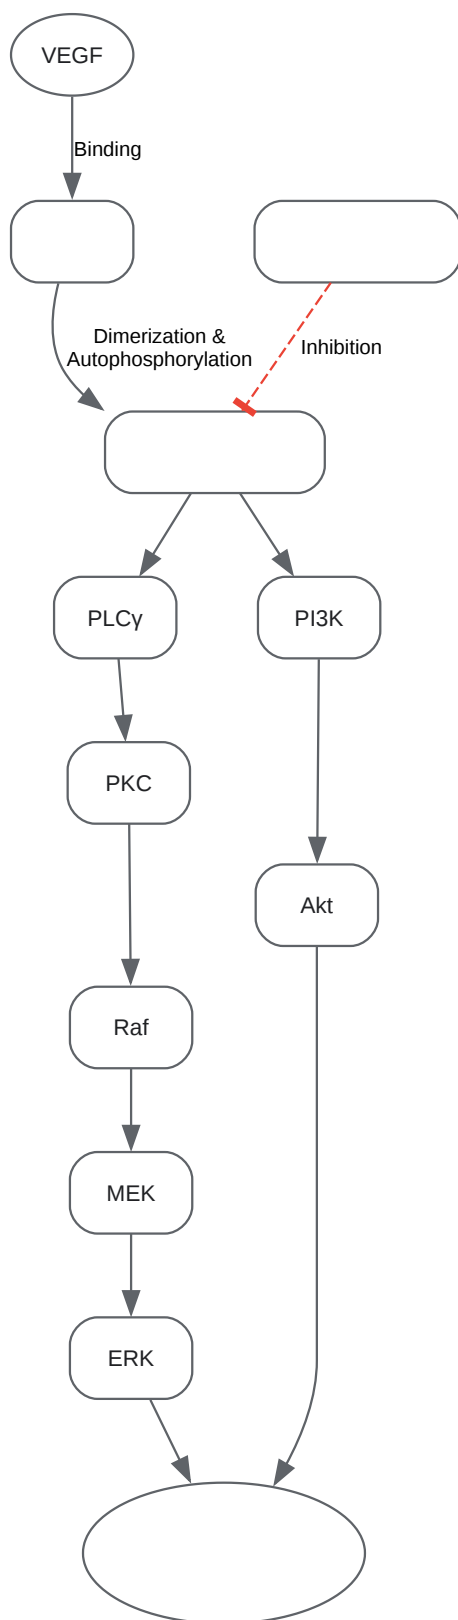 VEGF
Binding
Dimerization &
Autophosphorylation
Inhibition
PLCγ
PI3K
PKC
Akt
Raf
MEK
ERK